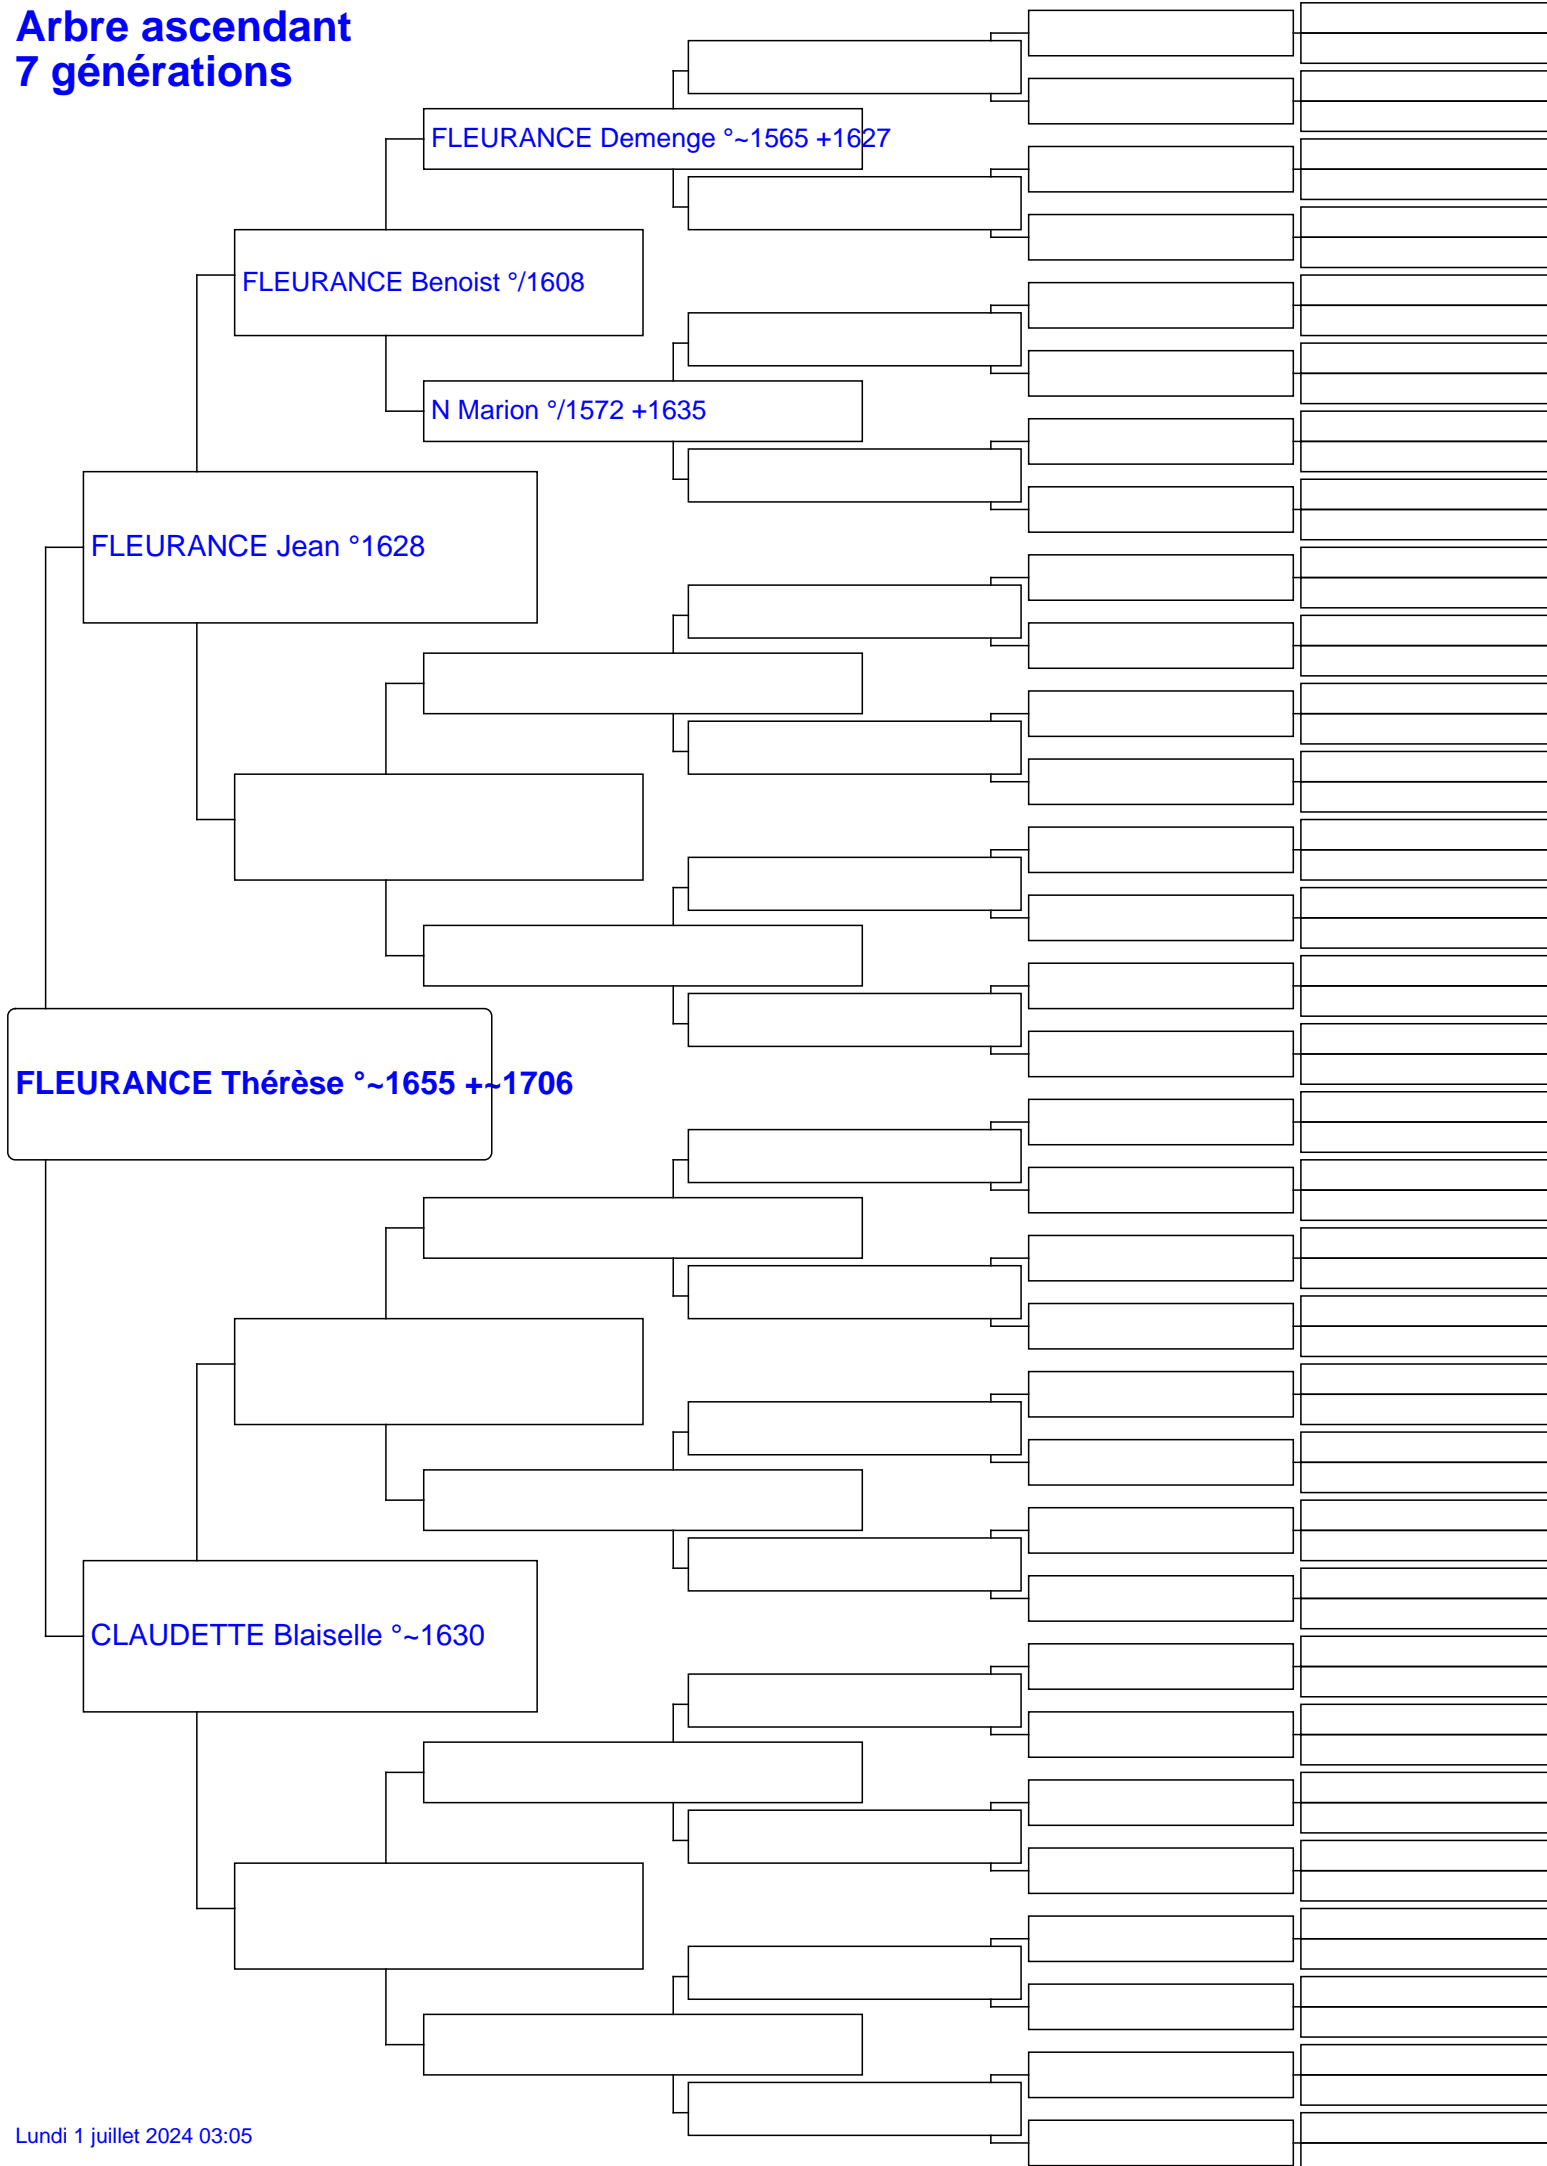 Arbre ascendant
7 générations
FLEURANCE Demenge °~1565 +1627
FLEURANCE Benoist °/1608
N Marion °/1572 +1635
FLEURANCE Jean °1628
FLEURANCE Thérèse °~1655 +~1706
CLAUDETTE Blaiselle °~1630
Lundi 1 juillet 2024 03:05